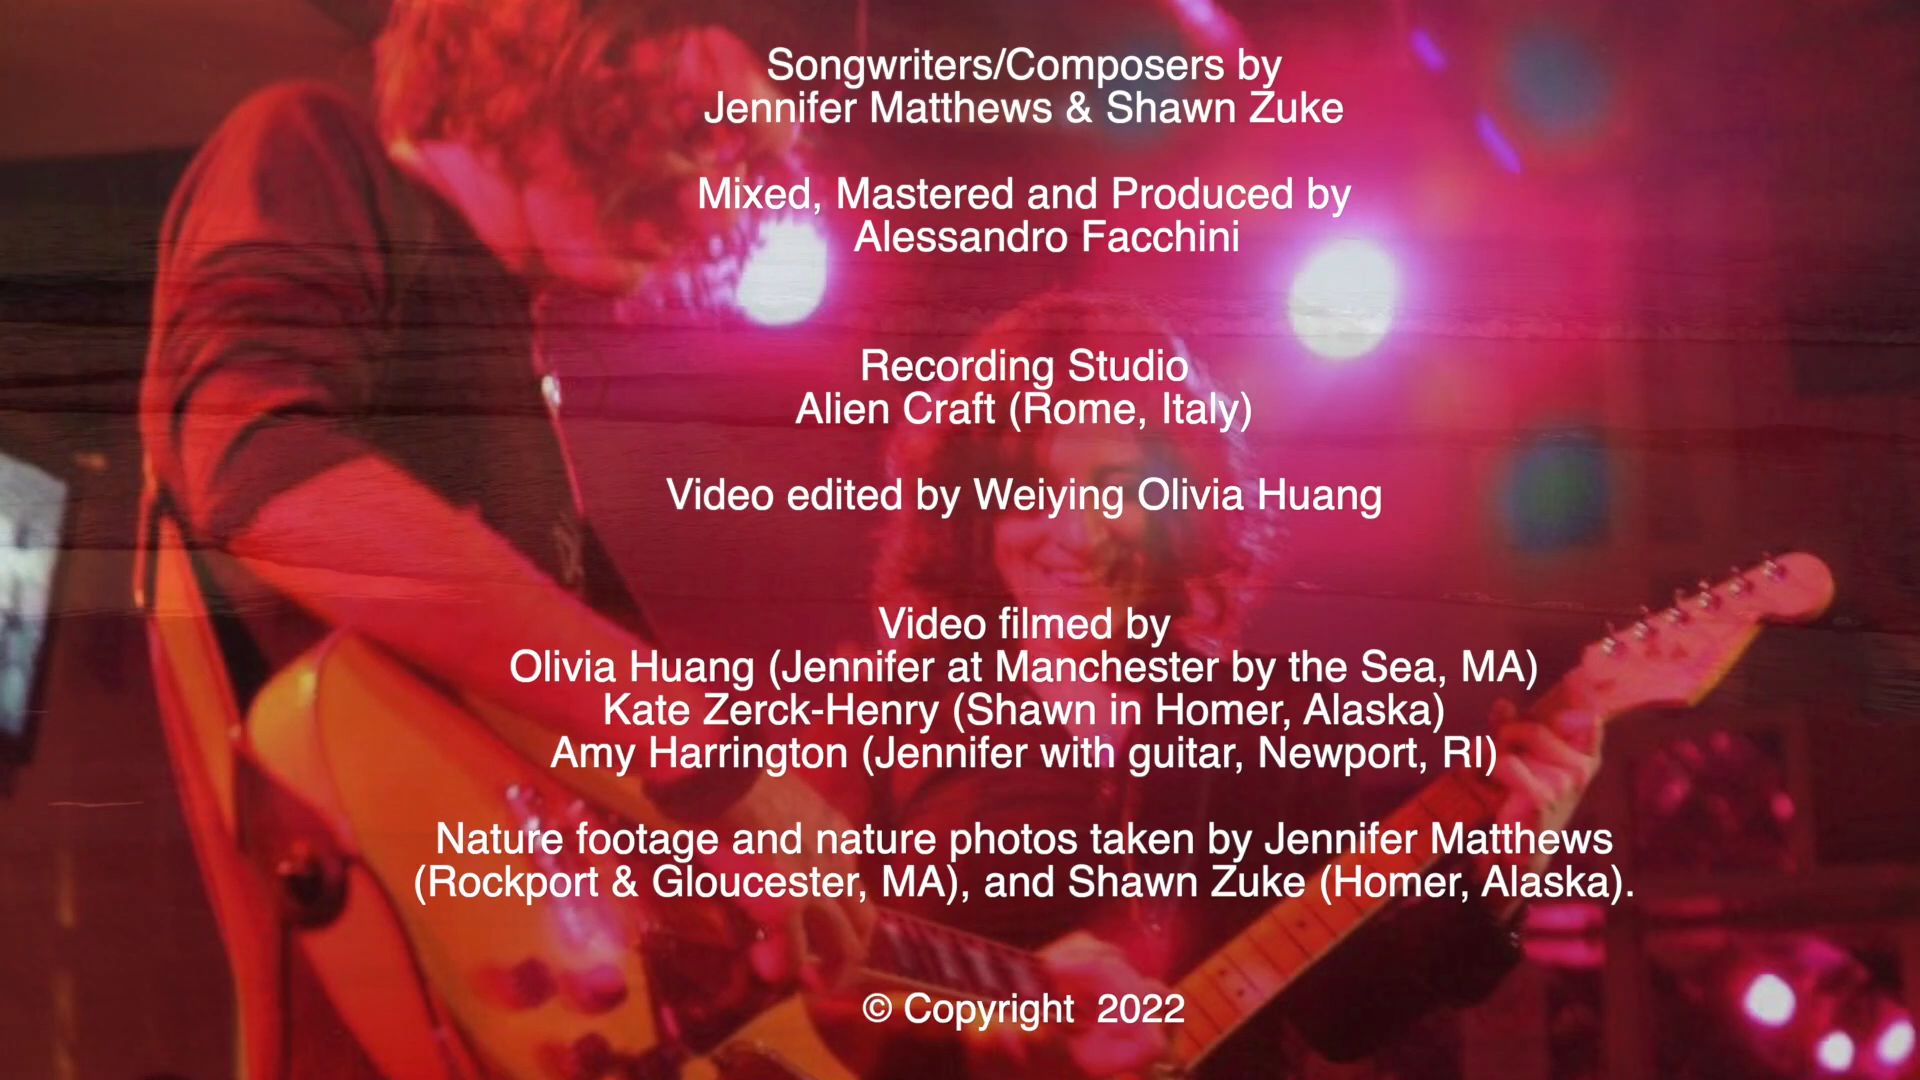 Songwriters/Composers by
Jennifer Matthews & Shawn Zuke
Mixed, Mastered and Produced by
Alessandro Facchini
Recording Studio
Alien Craft (Rome, Italy)
Video edited by Weiying Olivia Huang
Video filmed by
Olivia Huang (Jennifer at Manchester by the Sea, MA)
Kate Zerck-Henry (Shawn in Homer, Alaska)
Amy Harrington (Jennifer with guitar, Newport, RI)
Nature footage and nature photos taken by Jennifer Matthews
(Rockport & Gloucester, MA), and Shawn Zuke (Homer, Alaska).
© Copyright  2022